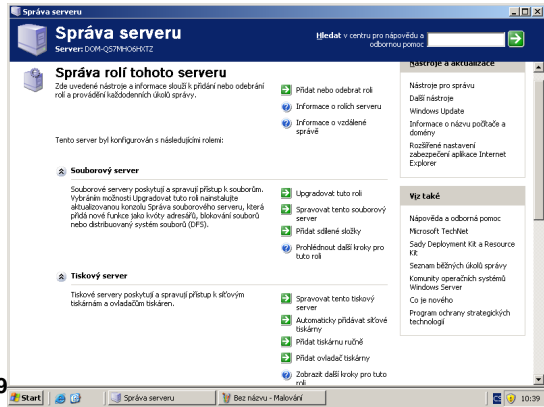 Správa serveru
Správa serveru
Server: DOM-QS7MHO6HXTZ
Hledat v centru pro nápovědu a
odbornou pomoc
Správa rolí tohoto serveru
Zde uvedené nástroje a informace slouží k přidání nebo odebrání
rolí a provádění každodenních úkolů správy.
Přidat nebo odebrat roli
Informace o rolích serveru
Informace o vzdálené
správě
Tento server byl konfigurován s následujícími rolemi:
Souborový server
Souborové servery poskytují a spravují přístup k souborům.
Vybráním možnosti Upgradovat tuto roli nainstalujte
aktualizovanou konzolu Správa souborového serveru, která
přidá nové funkce jako kvóty adresářů, blokování souborů
nebo distribuovaný systém souborů (DFS).
Upgradovat tuto roli
Spravovat tento souborový
server
Přidat sdílené složky
Prohlédnout další kroky pro
tuto roli
Tiskový server
Tiskové servery poskytují a spravují přístup k síťovým
tiskárnám a ovladačům tiskáren.
Spravovat tento tiskový
server
Automaticky přidávat síťové
tiskárny
Přidat tiskárnu ručně
Přidat ovladač tiskárny
Zobrazit další kroky pro tuto
roli
Nástroje a aktualizace
Nástroje pro správu
Další nástroje
Windows Update
Informace o názvu počítače a
domény
Rozšířené nastavení
zabezpečení aplikace Internet
Explorer
Viz také
Nápověda a odborná pomoc
Microsoft TechNet
Sady Deployment Kit a Resource
Kit
Seznam běžných úkolů správy
Komunity operačních systémů
Windows Server
Co je nového
Program ochrany strategických
technologií
9
Start
Správa serveru
Bez názvu - Malování
CS
10:39